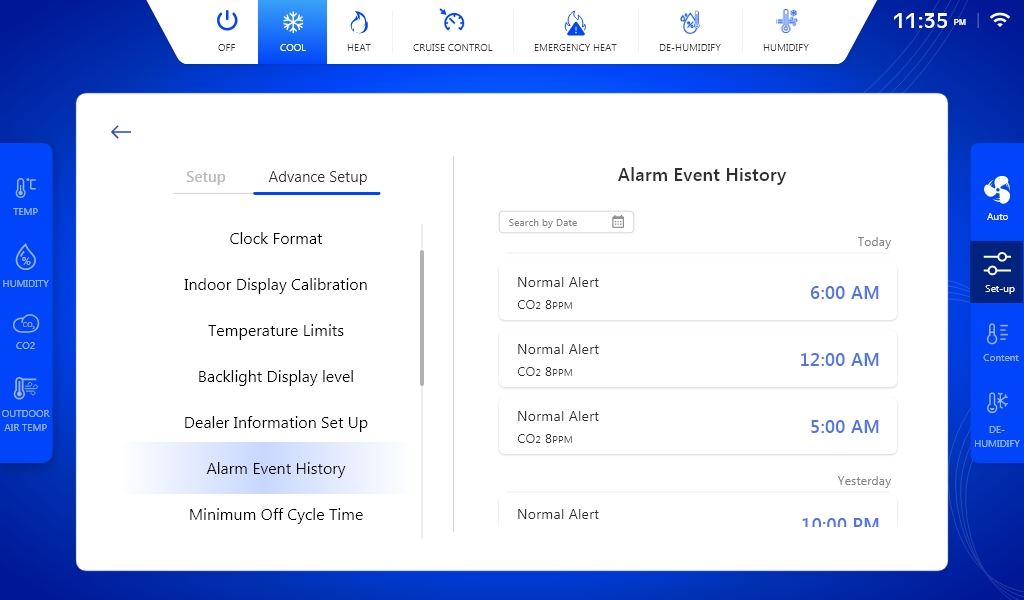 OFF
COOL
HEAT
CRUISE CONTROL
EMERGENCY HEAT
DE-HUMIDIFY
HUMIDIFY
11:35 PM
TEMP
HUMIDITY
CO2
OUTDOOR
AIR TEMP
Setup
Advance Setup
Clock Format
Indoor Display Calibration
Temperature Limits
Backlight Display level
Dealer Information Set Up
Alarm Event History
Minimum Off Cycle Time
Alarm Event History
Search by Date
Today
Normal Alert
CO2 8PPM
6:00 AM
Normal Alert
CO2 8PPM
12:00 AM
Normal Alert
CO2 8PPM
5:00 AM
Yesterday
Normal Alert
10:00 PM
Auto
Set-up
Content
DE-
HUMIDIFY